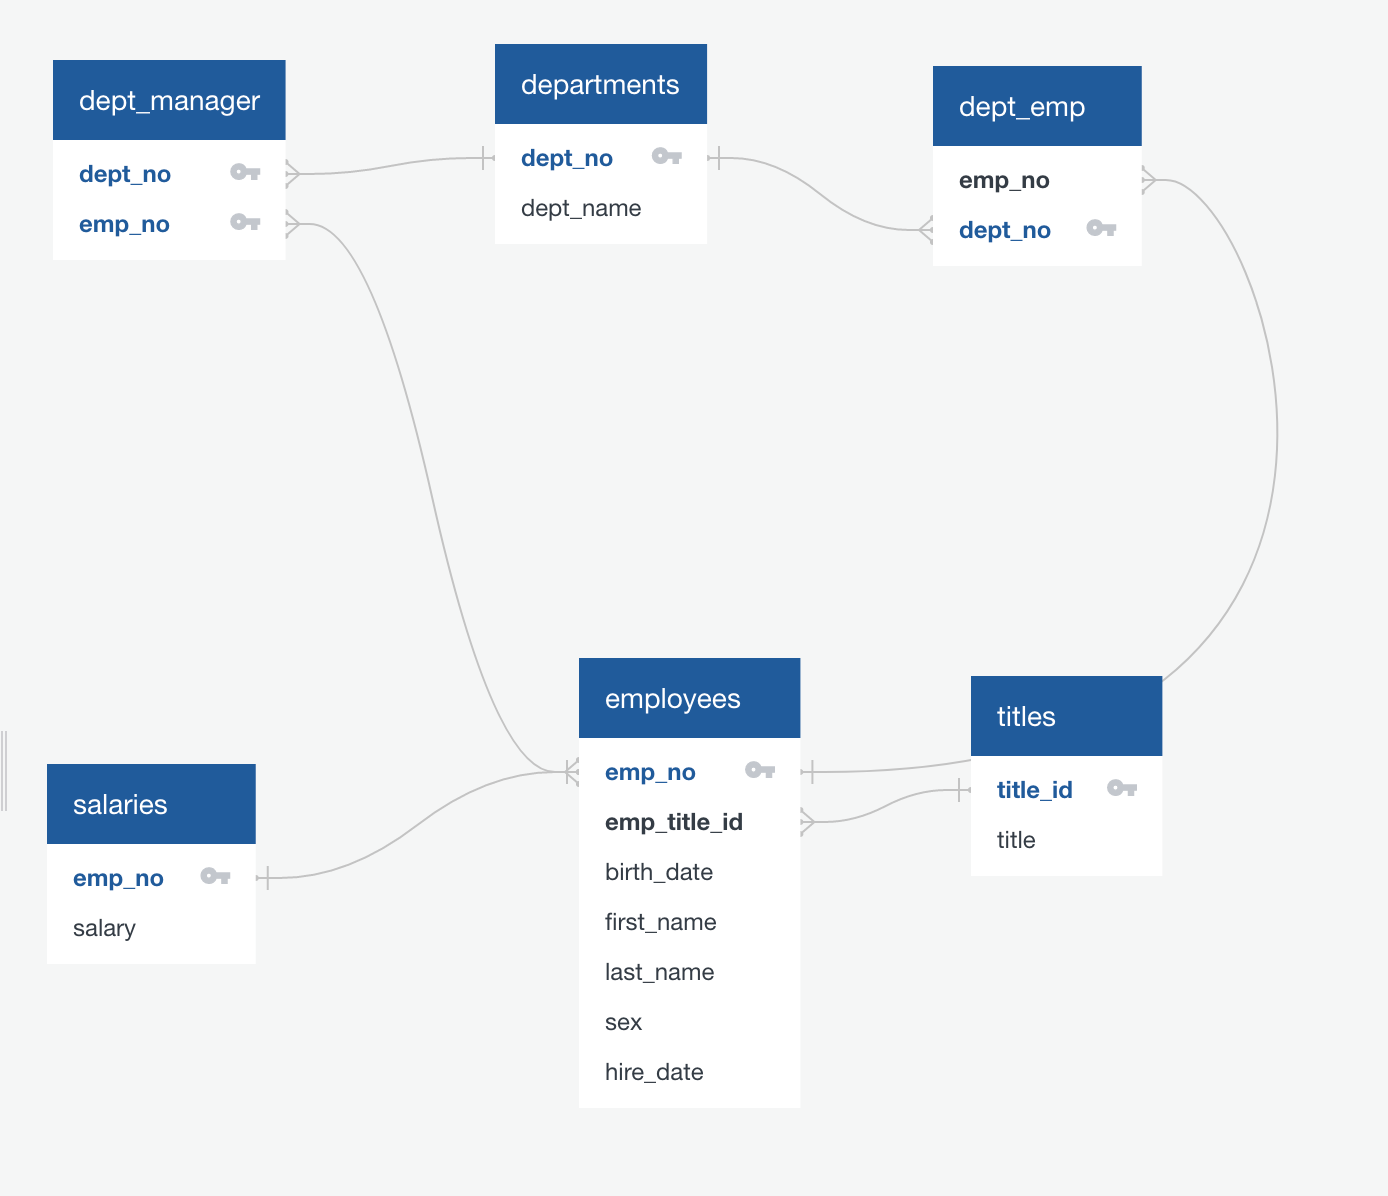 dept_manager
dept_no
emp_no
departments
dept_no
dept_name
dept_emp
emp_no
dept_no
salaries
emp_no
salary
employees
emp_no
emp_title_id
birth_date
first_name
last_name
sex
hire_date
titles
title_id
title